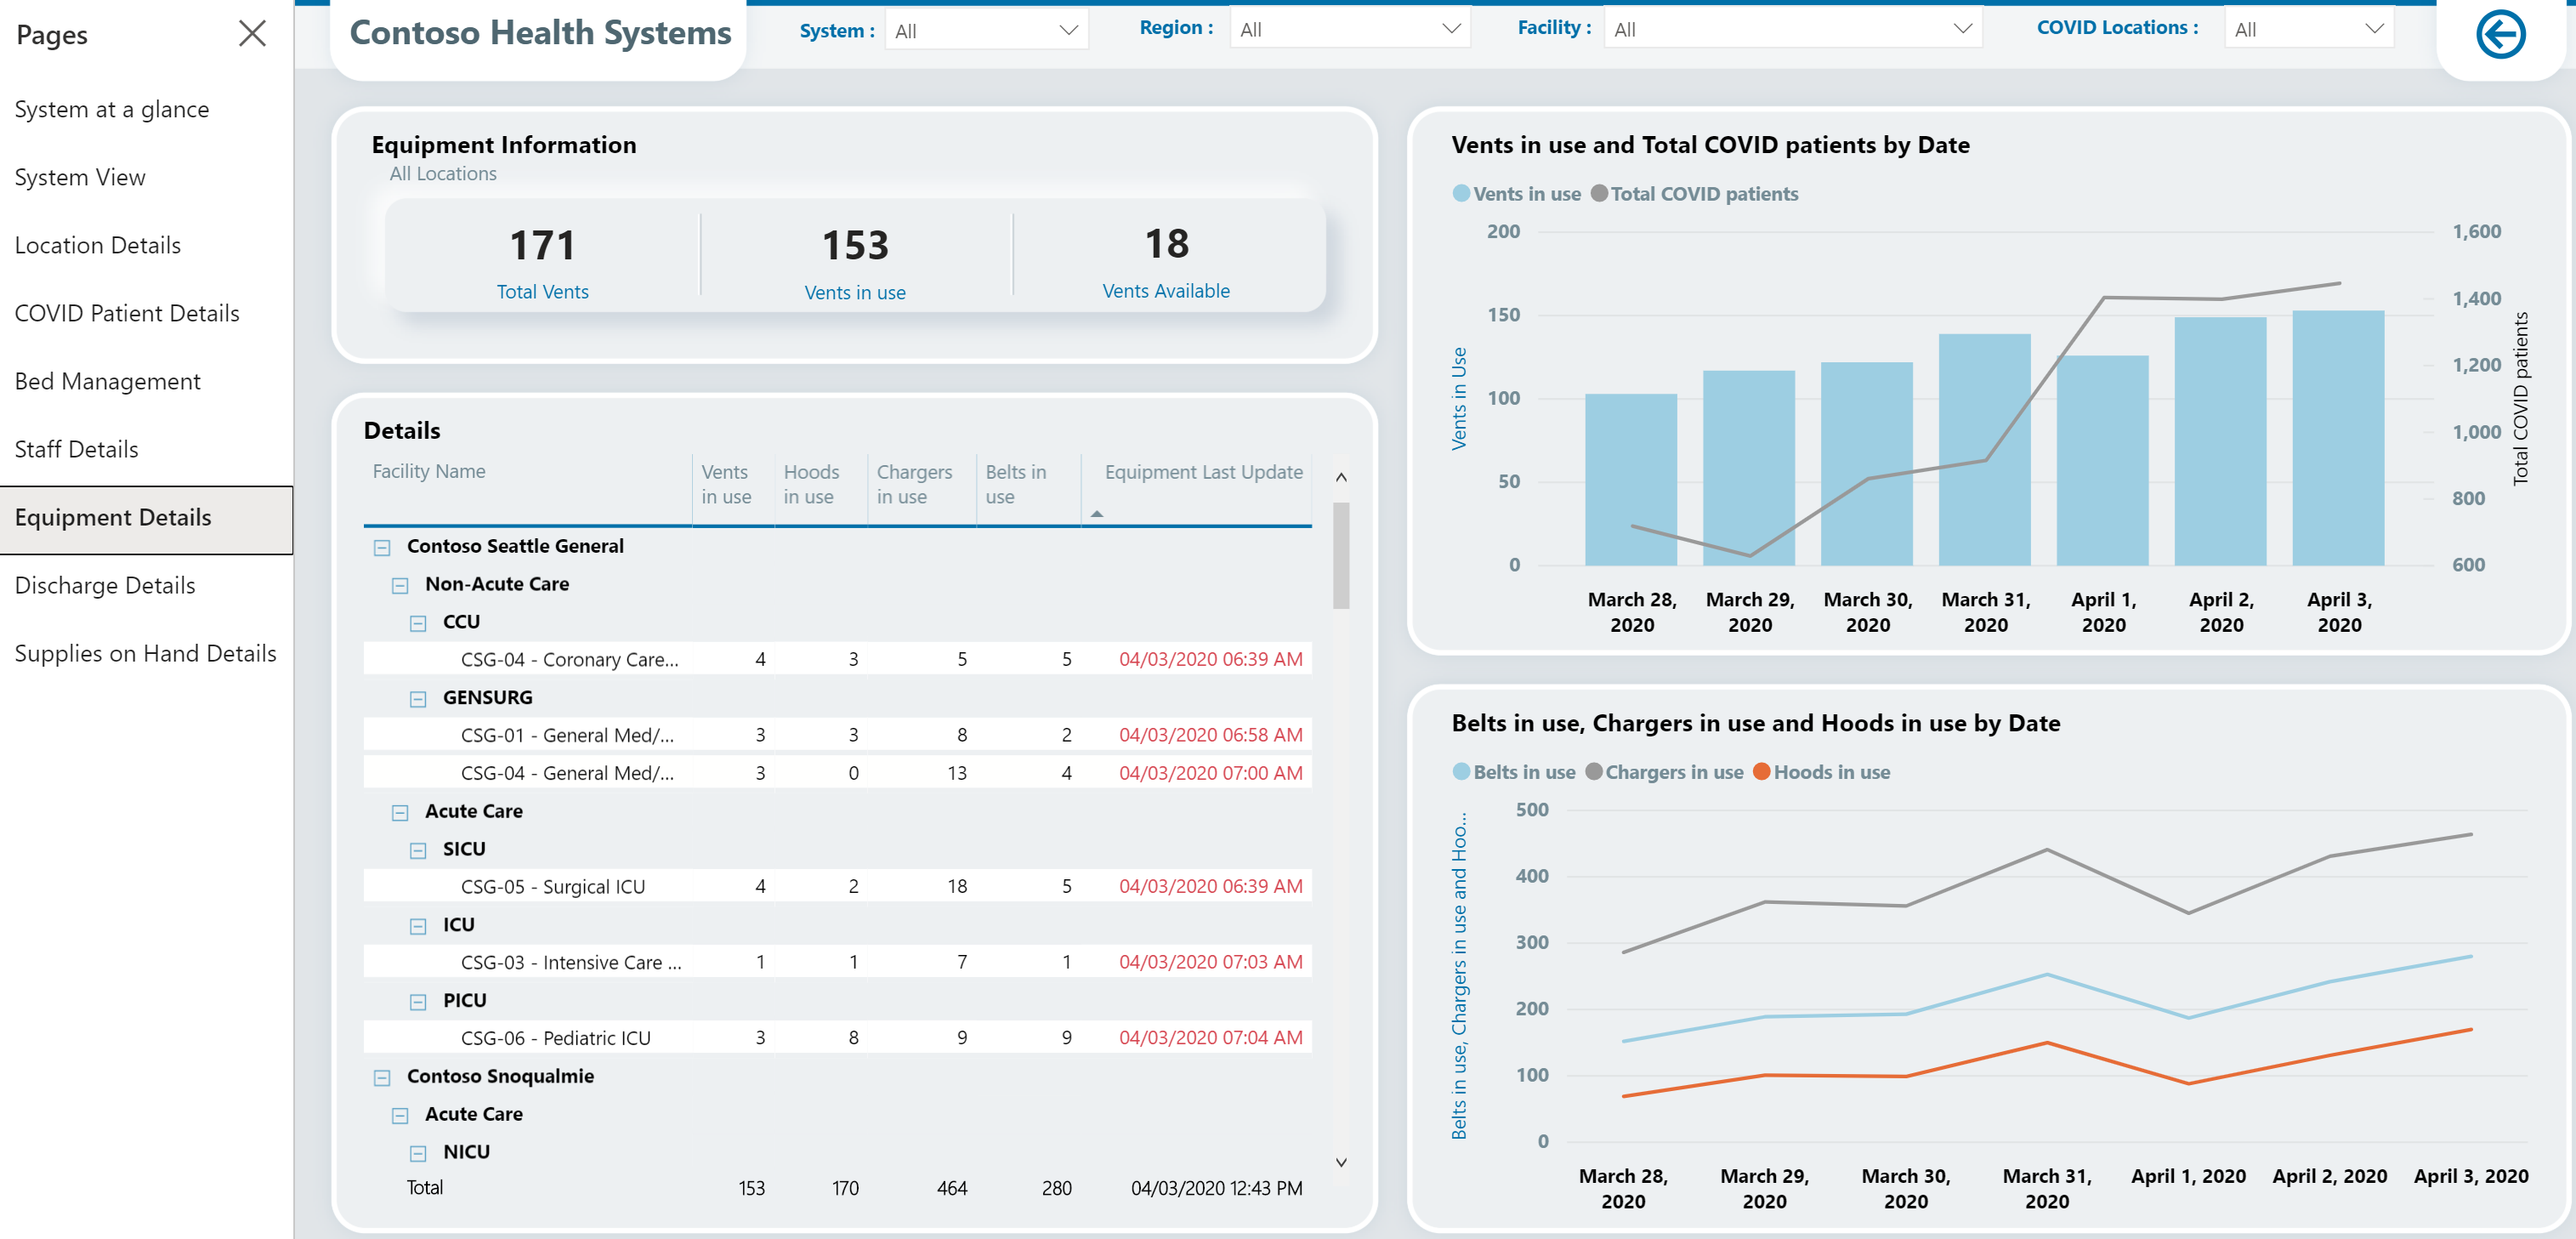 Pages
System at a glance
System View
Location Details
COVID Patient Details
Bed Management
Staff Details
Equipment Details
Discharge Details
Supplies on Hand Details
Contoso Health Systems
System : All
Region : All
Facility : All
COVID Locations : All
Equipment Information
All Locations
171 153 18
Total Vents Vents in use Vents Available
Details
Facility Name Vents in use Hoods in use Chargers in use Belts in use Equipment Last Update
Contoso Seattle General
Non-Acute Care
CCU
CSG-04 - Coronary Care... 4 3 5 5 04/03/2020 06:39 AM
GENSURG
CSG-01 - General Med/... 3 3 8 2 04/03/2020 06:58 AM
CSG-04 - General Med/... 3 0 13 4 04/03/2020 07:00 AM
Acute Care
SICU
CSG-05 - Surgical ICU 4 2 18 5 04/03/2020 06:39 AM
ICU
CSG-03 - Intensive Care ... 1 1 7 1 04/03/2020 07:03 AM
PICU
CSG-06 - Pediatric ICU 3 8 9 9 04/03/2020 07:04 AM
Contoso Snoqualmie
Acute Care
NICU
Total 153 170 464 280 04/03/2020 12:43 PM
Vents in use and Total COVID patients by Date
Vents in use Total COVID patients
Vents in Use
200
150
100
50
0
1,600
1,400
1,200
1,000
800
600
Total COVID patients
March 28, 2020
March 29, 2020
March 30, 2020
March 31, 2020
April 1, 2020
April 2, 2020
April 3, 2020
Belts in use, Chargers in use and Hoods in use by Date
Belts in use Chargers in use Hoods in use
Belts in use, Chargers in use and Hoo...
500
400
300
200
100
0
March 28, 2020
March 29, 2020
March 30, 2020
March 31, 2020
April 1, 2020
April 2, 2020
April 3, 2020